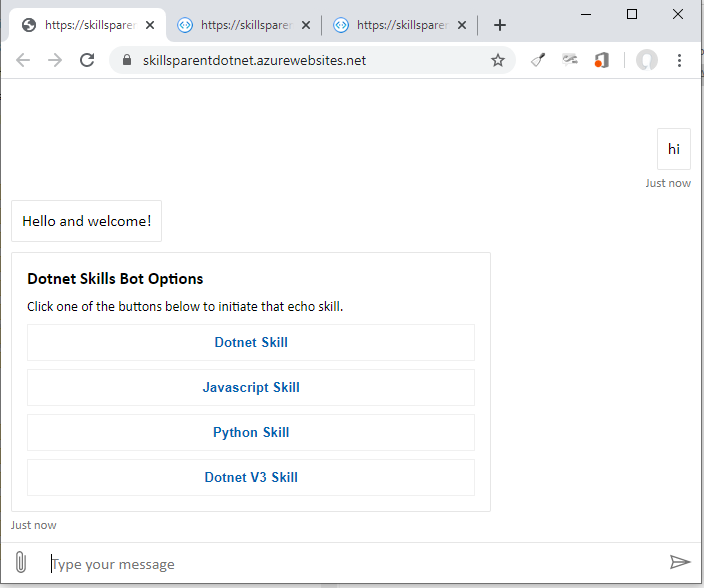 https://skillsparen
https://skillsparen
https://skillsparen
skillsparentdotnet.azurewebsites.net
hi
Just now
Hello and welcome!
Dotnet Skills Bot Options
Click one of the buttons below to initiate that echo skill.
Dotnet Skill
Javascript Skill
Python Skill
Dotnet V3 Skill
Just now
Type your message